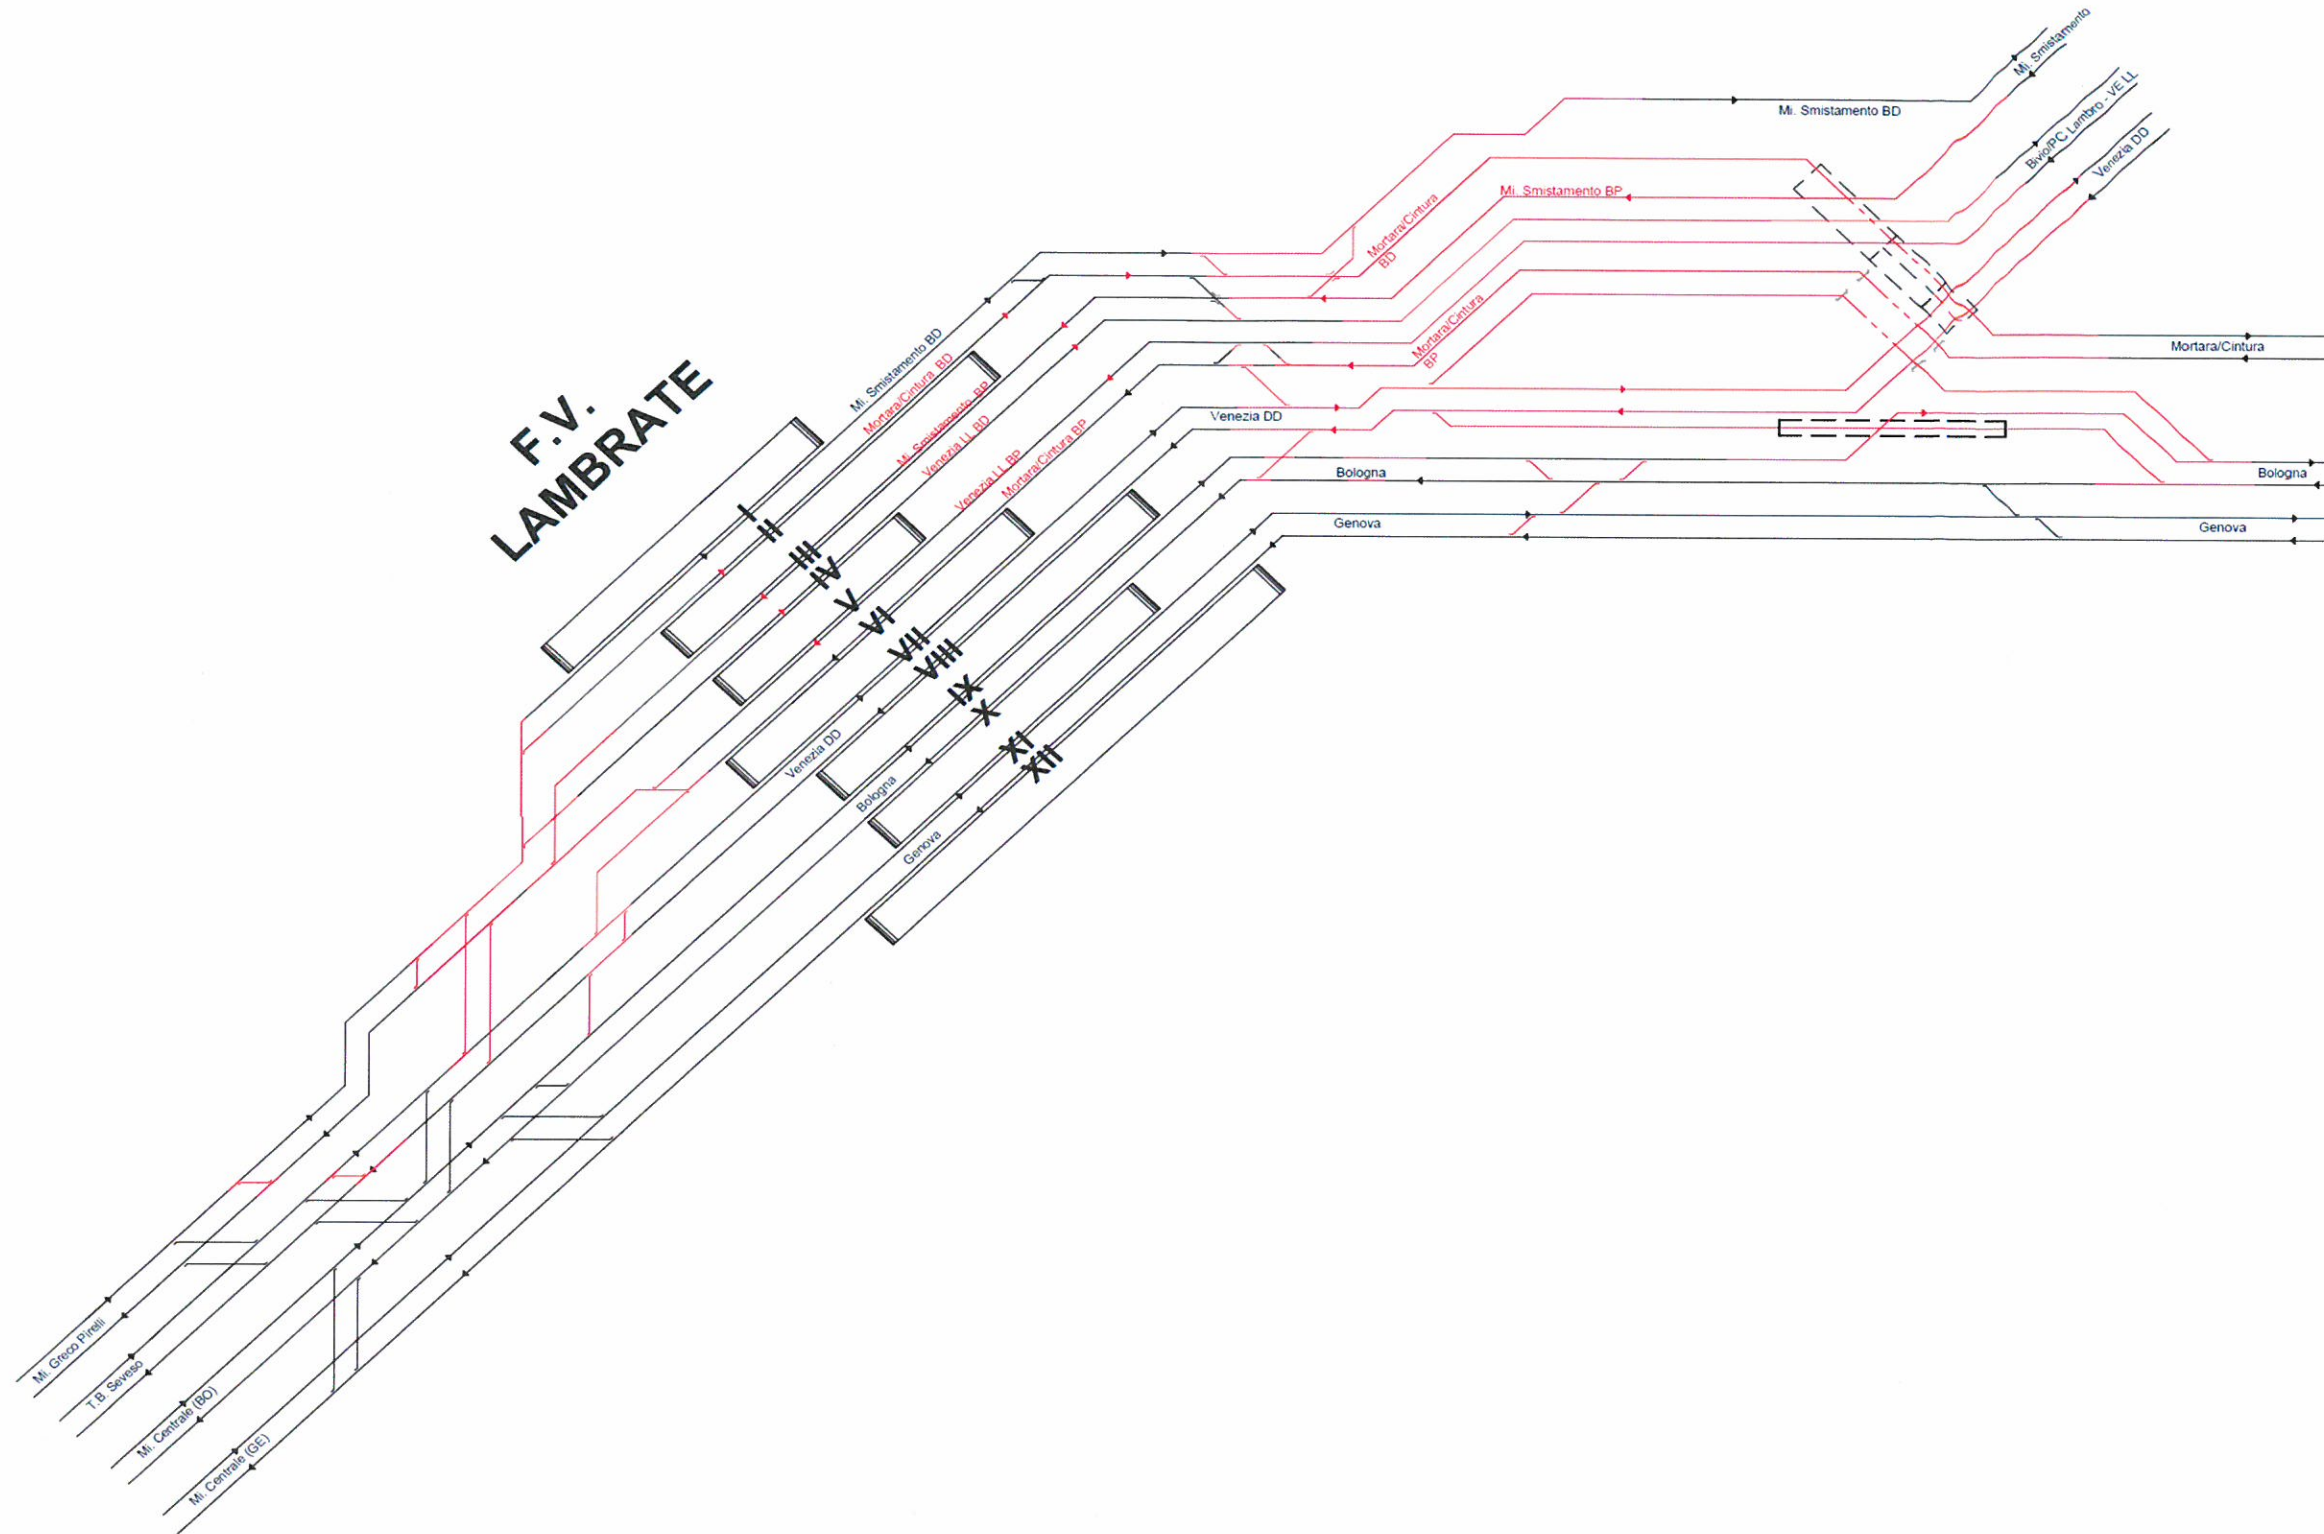 Mi. Smistamento
Mi. Smistamento BD
Bivio/PC Lambro - VE LL
Venezia DD
Mi. Smistamento BP
Mortara/Cintura
BD
Mortara/Cintura
BP
Mortara/Cintura
Mi. Smistamento BD
Mortara/Cintura BD
Mi. Smistamento BP
Venezia LL BD
Venezia LL BP
Mortara/Cintura BP
Venezia DD
Bologna
Bologna
Genova
Genova
F.V.
LAMBRATE
I
II
III
IV
V
VI
VII
VIII
IX
X
XI
XII
Venezia DD
Bologna
Genova
Mi. Greco Pirelli
T.B. Seveso
Mi. Centrale (BO)
Mi. Centrale (GE)